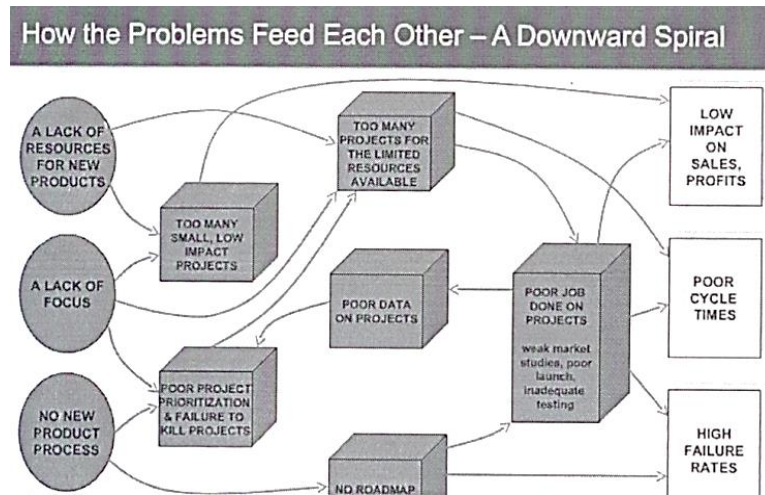 How the Problems Feed Each Other – A Downward Spiral
A LACK OF
RESOURCES
FOR NEW
PRODUCTS
TOO MANY
PROJECTS FOR
THE LIMITED
RESOURCES
AVAILABLE
LOW
IMPACT
ON
SALES,
PROFITS
TOO MANY
SMALL, LOW
IMPACT
PROJECTS
A LACK OF
FOCUS
POOR DATA
ON PROJECTS
POOR JOB
DONE ON
PROJECTS
weak market
studies, poor
launch,
inadequate
testing
POOR
CYCLE
TIMES
POOR PROJECT
PRIORITIZATION
& FAILURE TO
KILL PROJECTS
NO NEW
PRODUCT
PROCESS
HIGH
FAILURE
RATES
NO ROADMAP